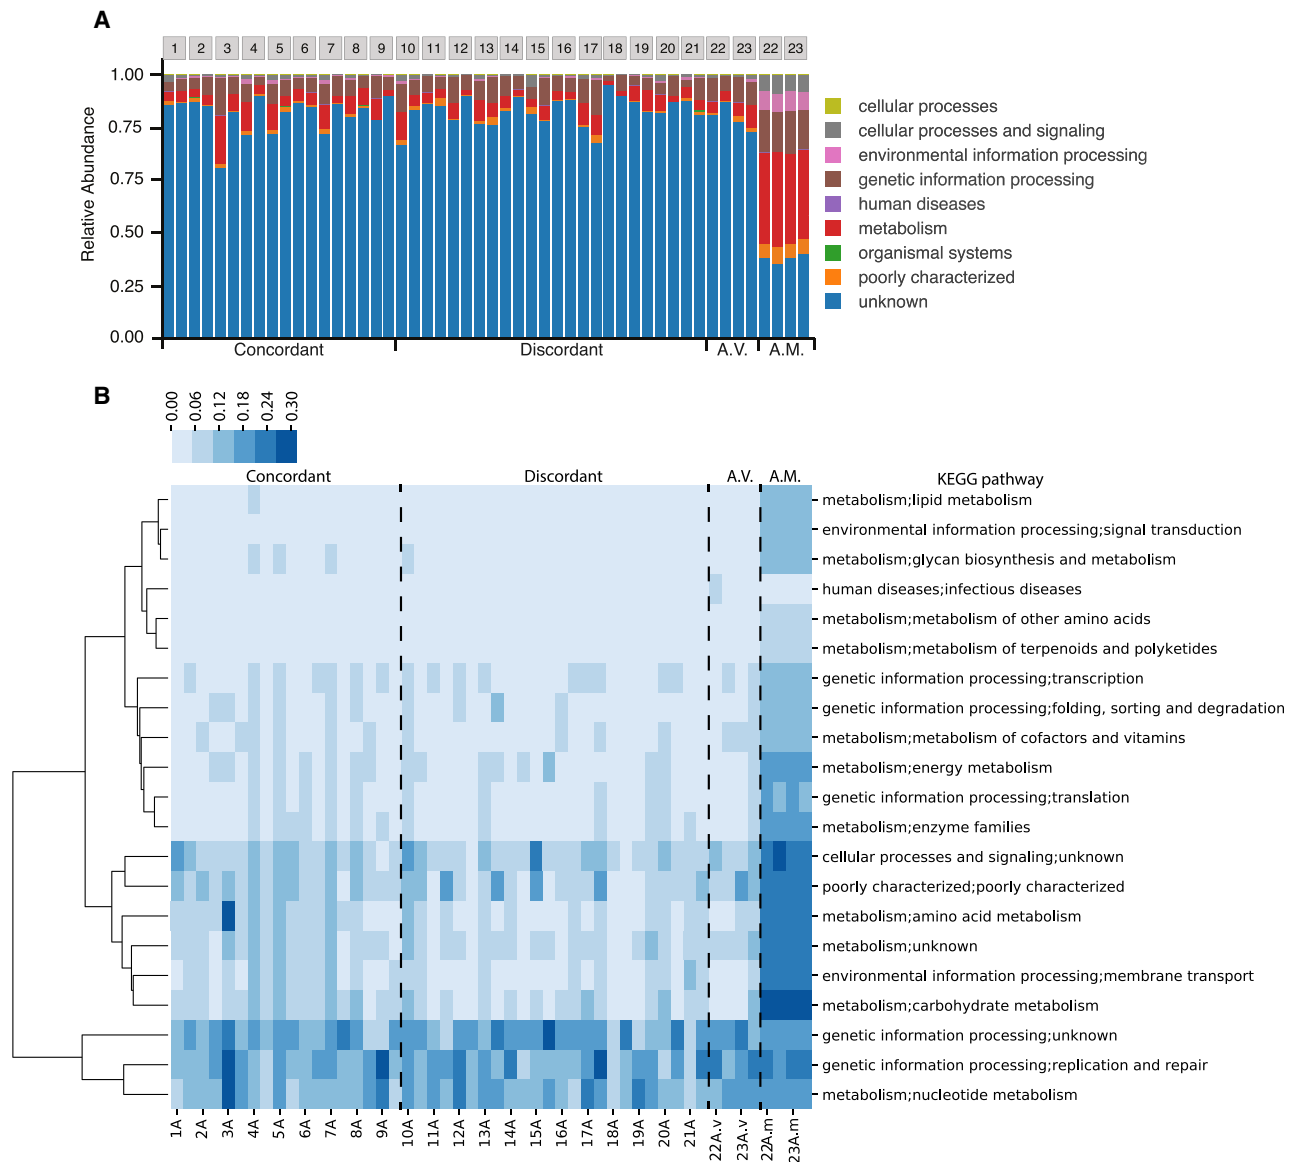 A
1 2 3 4 5 6 7 8 9 10 11 12 13 14 15 16 17 18 19 20 21 22 23 22 23
1.00
0.75
0.75
0.50
0.25
0.00
Relative Abundance
Concordant Discordant A.V. A.M.
cellular processes
cellular processes and signaling
environmental information processing
genetic information processing
human diseases
metabolism
organismal systems
poorly characterized
unknown
B
0.00 0.06 0.12 0.18 0.24 0.30
Concordant Discordant A.V. A.M. KEGG pathway
metabolism;lipid metabolism
environmental information processing;signal transduction
metabolism;glycan biosynthesis and metabolism
human diseases;infectious diseases
metabolism;metabolism of other amino acids
metabolism;metabolism of terpenoids and polyketides
genetic information processing;transcription
genetic information processing;folding, sorting and degradation
metabolism;metabolism of cofactors and vitamins
metabolism;energy metabolism
genetic information processing;translation
metabolism;enzyme families
cellular processes and signaling;unknown
poorly characterized;poorly characterized
metabolism;amino acid metabolism
metabolism;unknown
environmental information processing;membrane transport
metabolism;carbohydrate metabolism
genetic information processing;unknown
genetic information processing;replication and repair
metabolism;nucleotide metabolism
1A 2A 3A 4A 5A 6A 7A 8A 9A 10A 11A 12A 13A 14A 15A 16A 17A 18A 19A 20A 21A 22A.v 23A.v 22A.m 23A.m